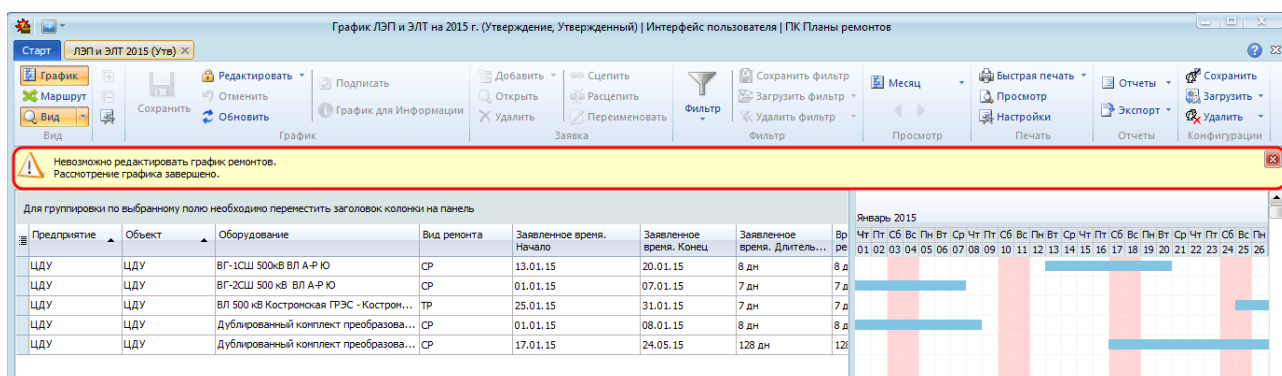 График ЛЭП и ЭЛТ на 2015 г. (Утверждение, Утвержденный) | Интерфейс пользователя | ПК Планы ремонтов
Старт ЛЭП и ЭЛТ 2015 (Утв)
График Редактировать Подписать Добавить Сцепить Сохранить фильтр Месяц Быстрая печать Отчеты Сохранить
Маршрут Сохранить Отменить График для Информации Открыть Расцепить Фильтр Загрузить фильтр Просмотр Экспорт Загрузить
Вид Обновить Удалить Переименовать Удалить фильтр Настройки Удалить
Вид График Заявка Фильтр Просмотр Печать Отчеты Конфигурации
Невозможно редактировать график ремонтов.
Рассмотрение графика завершено.
Для группировки по выбранному полю необходимо переместить заголовок колонки на панель
Январь 2015
Предприятие Объект Оборудование Вид ремонта Заявленное время. Заявленное Заявленное Вр Чт Пт Сб Вс Пн Вт Ср Чт Пт Сб Вс Пн Вт Ср Чт Пт Сб Вс Пн Вт Ср Чт Пт Сб Вс Пн
Начало время. Конец время. Длитель... ре 01 02 03 04 05 06 07 08 09 10 11 12 13 14 15 16 17 18 19 20 21 22 23 24 25 26
ЦДУ ЦДУ ВГ-1СШ 500кВ ВЛ А-Р Ю СР 13.01.15 20.01.15 8 дн 8 д
ЦДУ ЦДУ ВГ-2СШ 500 кВ ВЛ А-Р Ю СР 01.01.15 07.01.15 7 дн 7 д
ЦДУ ЦДУ ВЛ 500 кВ Костромская ГРЭС - Костром... ТР 25.01.15 31.01.15 7 дн 7 д
ЦДУ ЦДУ Дублированный комплект преобразова... СР 01.01.15 08.01.15 8 дн 8 д
ЦДУ ЦДУ Дублированный комплект преобразова... СР 17.01.15 24.05.15 128 дн 128